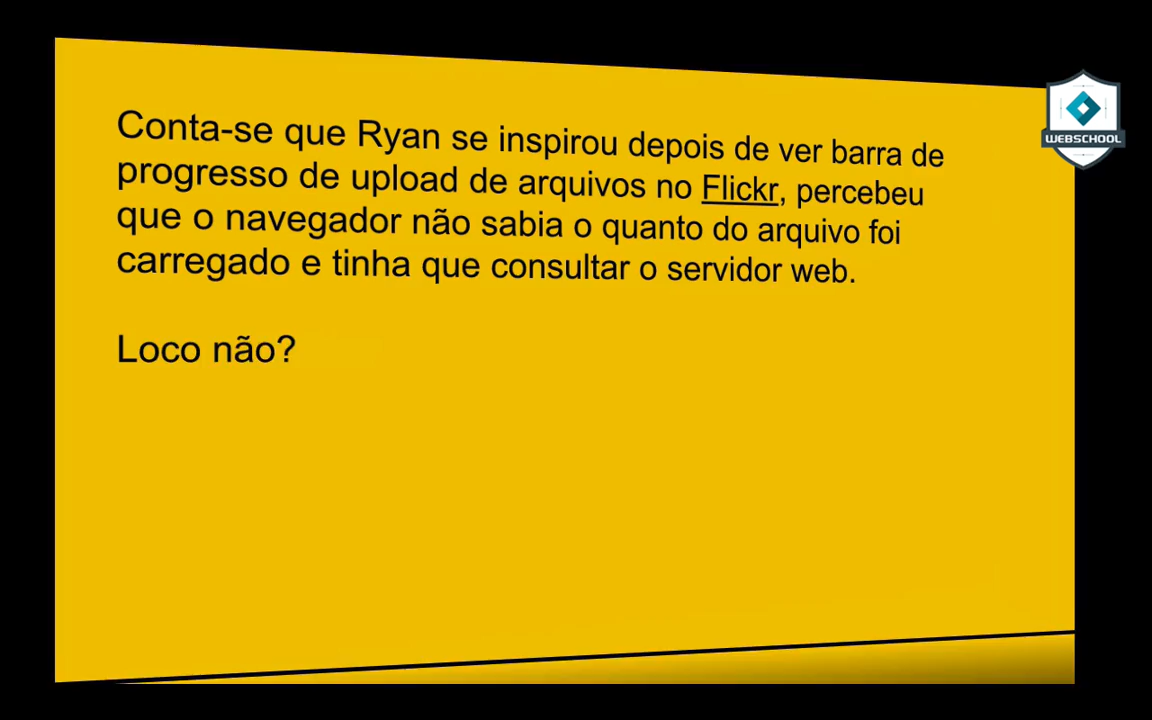 Conta-se que Ryan se inspirou depois de ver barra de
progresso de upload de arquivos no Flickr, percebeu
que o navegador não sabia o quanto do arquivo foi
carregado e tinha que consultar o servidor web.
Loco não?
WEBSCHOOL